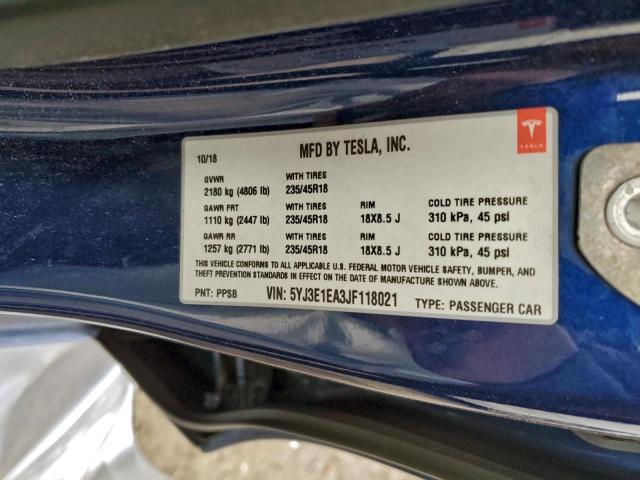 10/18 MFD BY TESLA, INC.
TESLA
GVWR WITH TIRES
2180 kg (4806 lb) 235/45R18
GAWR FRT WITH TIRES RIM COLD TIRE PRESSURE
1110 kg (2447 lb) 235/45R18 18X8.5 J 310 kPa, 45 psi
GAWR RR WITH TIRES RIM COLD TIRE PRESSURE
1257 kg (2771 lb) 235/45R18 18X8.5 J 310 kPa, 45 psi
THIS VEHICLE CONFORMS TO ALL APPLICABLE U.S. FEDERAL MOTOR VEHICLE SAFETY, BUMPER, AND
THEFT PREVENTION STANDARDS IN EFFECT ON THE DATE OF MANUFACTURE SHOWN ABOVE.
PNT: PPSB VIN: 5YJ3E1EA3JF118021 TYPE: PASSENGER CAR